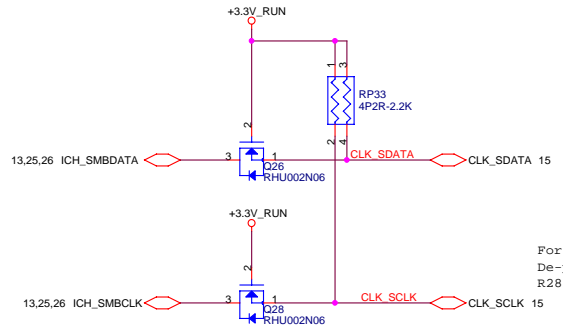 +3.3V_RUN
1
3
RP33
4P2R-2.2K
2
2
4
13,25,26 ICH_SMBDATA
3
1
CLK_SDATA
CLK_SDATA 15
Q26
RHU002N06
+3.3V_RUN
2
For
De-
R28
13,25,26 ICH_SMBCLK
3
1
CLK_SCLK
CLK_SCLK 15
Q28
RHU002N06